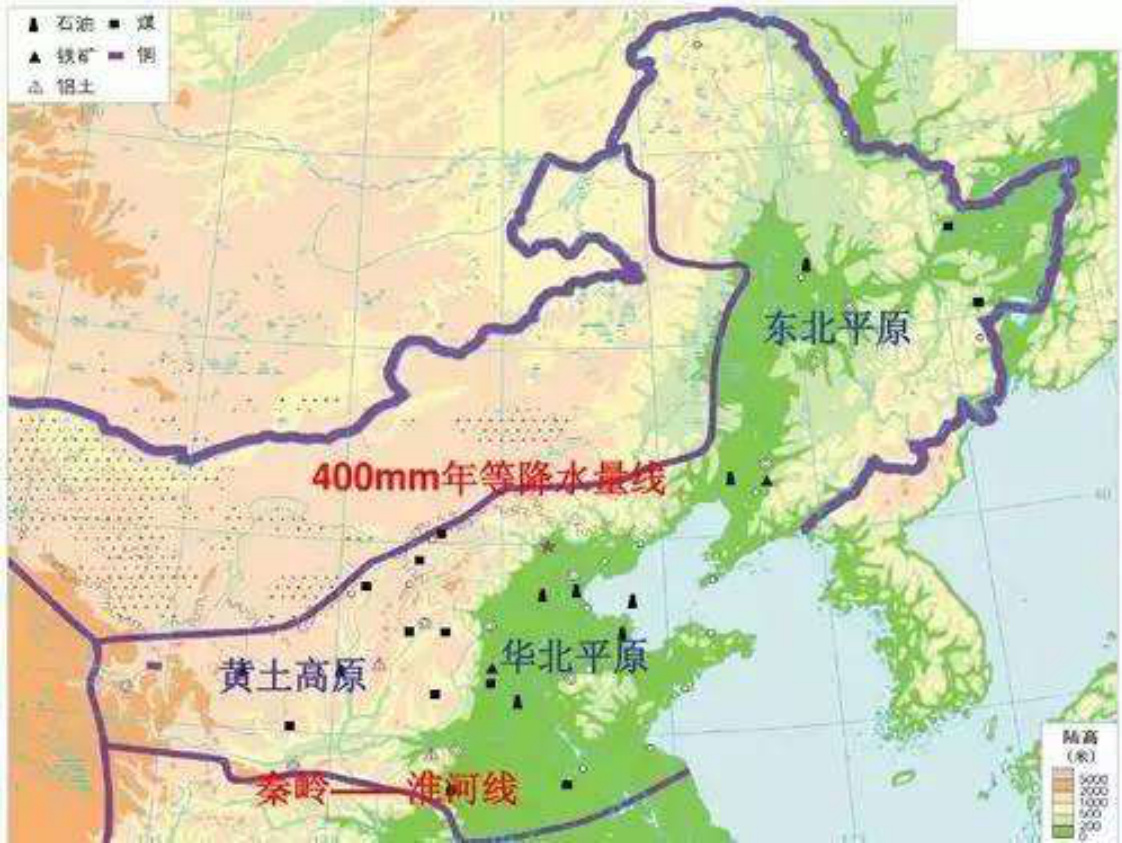 石油 煤
铁矿 铜
铝土
东北平原
400mm年等降水量线
40
华北平原
黄土高原
秦岭——淮河线
陆高
(米)
5000
2000
1000
500
200
0